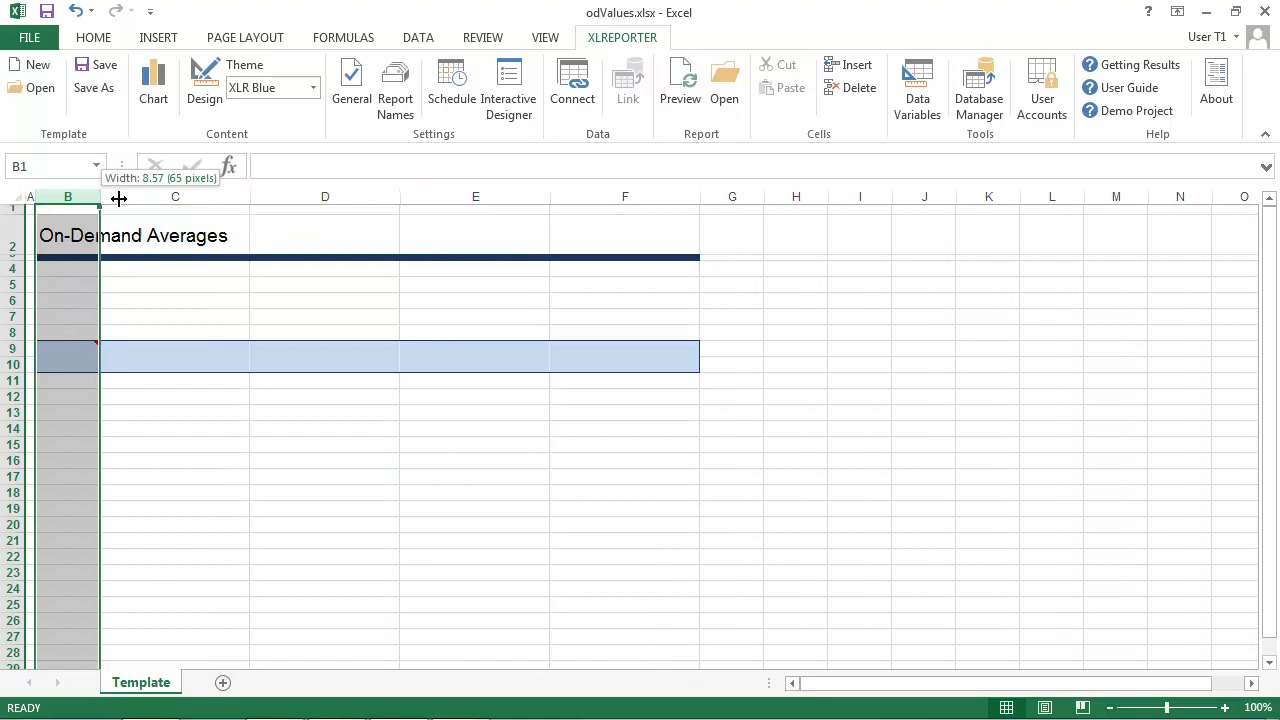 odValues.xlsx - Excel
FILE HOME INSERT PAGE LAYOUT FORMULAS DATA REVIEW VIEW XLREPORTER User T1
New Save Theme Cut Insert Getting Results
Open Save As Chart Design XLR Blue General Report Names Schedule Interactive Designer Connect Link Preview Open Paste Delete Data Variables Database Manager User Accounts User Guide About
Demo Project
Template Content Settings Data Report Cells Tools Help
B1 fx
Width: 8.57 (65 pixels)
A B C D E F G H I J K L M N O
1
2 On-Demand Averages
3
4
5
6
7
8
9
10
11
12
13
14
15
16
17
18
19
20
21
22
23
24
25
26
27
28
29
Template
READY 100%